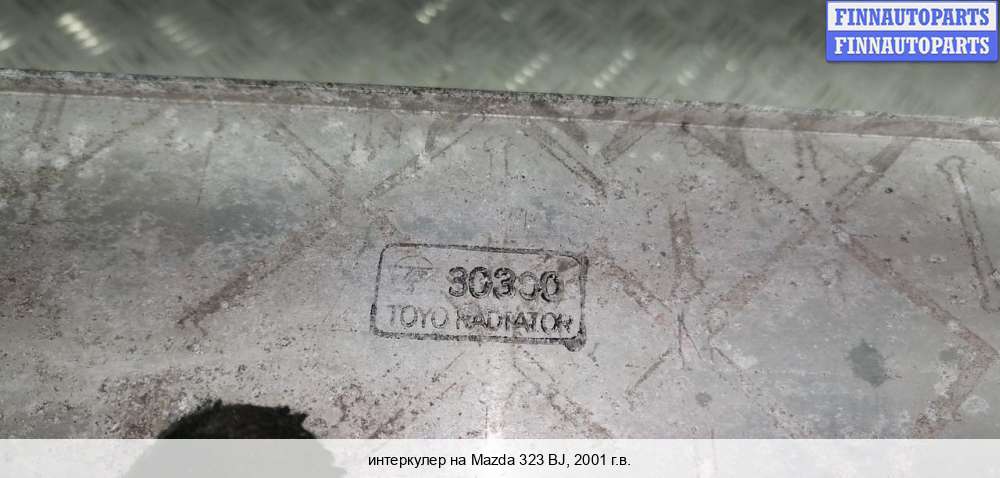 FINNAUTOPARTS
FINNAUTOPARTS
30300
TOYO RADIATOR
интеркулер на Mazda 323 BJ, 2001 г.в.